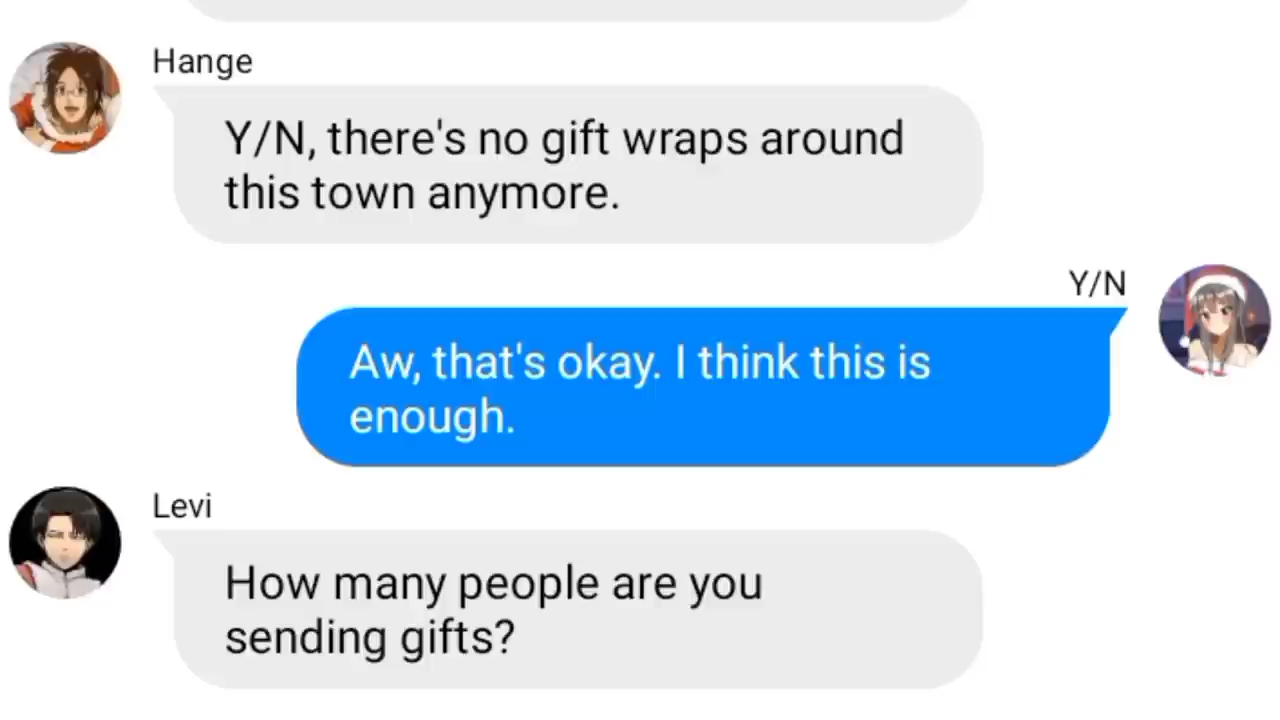 Hange
Y/N, there's no gift wraps around
this town anymore.
Y/N
Aw, that's okay. I think this is
enough.
Levi
How many people are you
sending gifts?